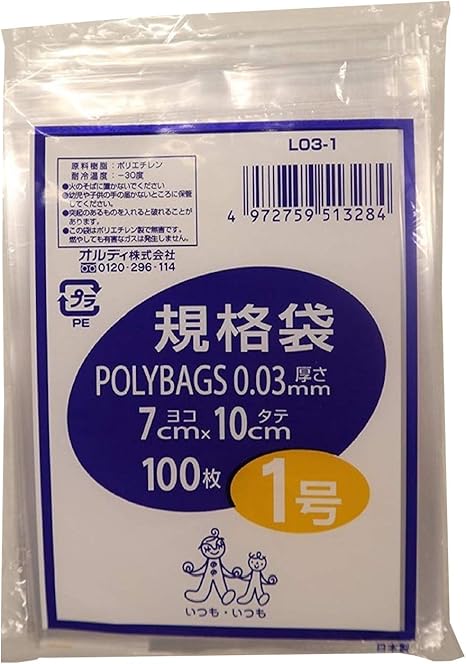 L03-1
原料樹脂：ポリエチレン
耐冷温度：-30度
●火のそばに置かないでください
●幼児や子供の手の届かないところに保管
してください。
●突起のあるものを入れると破れることが
あります。
●この袋はポリエチレン製で無害です。
燃やしても有害なガスは発生しません。
オルディ株式会社
0120-296-114
4 972759 513284
プラ
PE
規格袋
POLYBAGS 0.03mm 厚さ
ヨコ タテ
7cm×10cm
100枚
1号
いつも・いつも
日本製